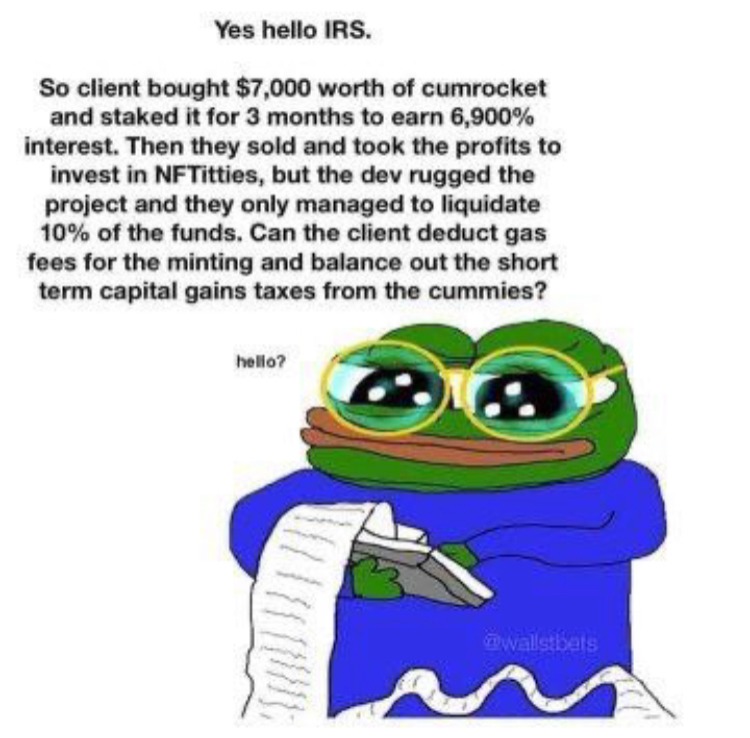 Yes hello IRS.
So client bought $7,000 worth of cumrocket
and staked it for 3 months to earn 6,900%
interest. Then they sold and took the profits to
invest in NFTitties, but the dev rugged the
project and they only managed to liquidate
10% of the funds. Can the client deduct gas
fees for the minting and balance out the short
term capital gains taxes from the cummies?
hello?
@wallstbets